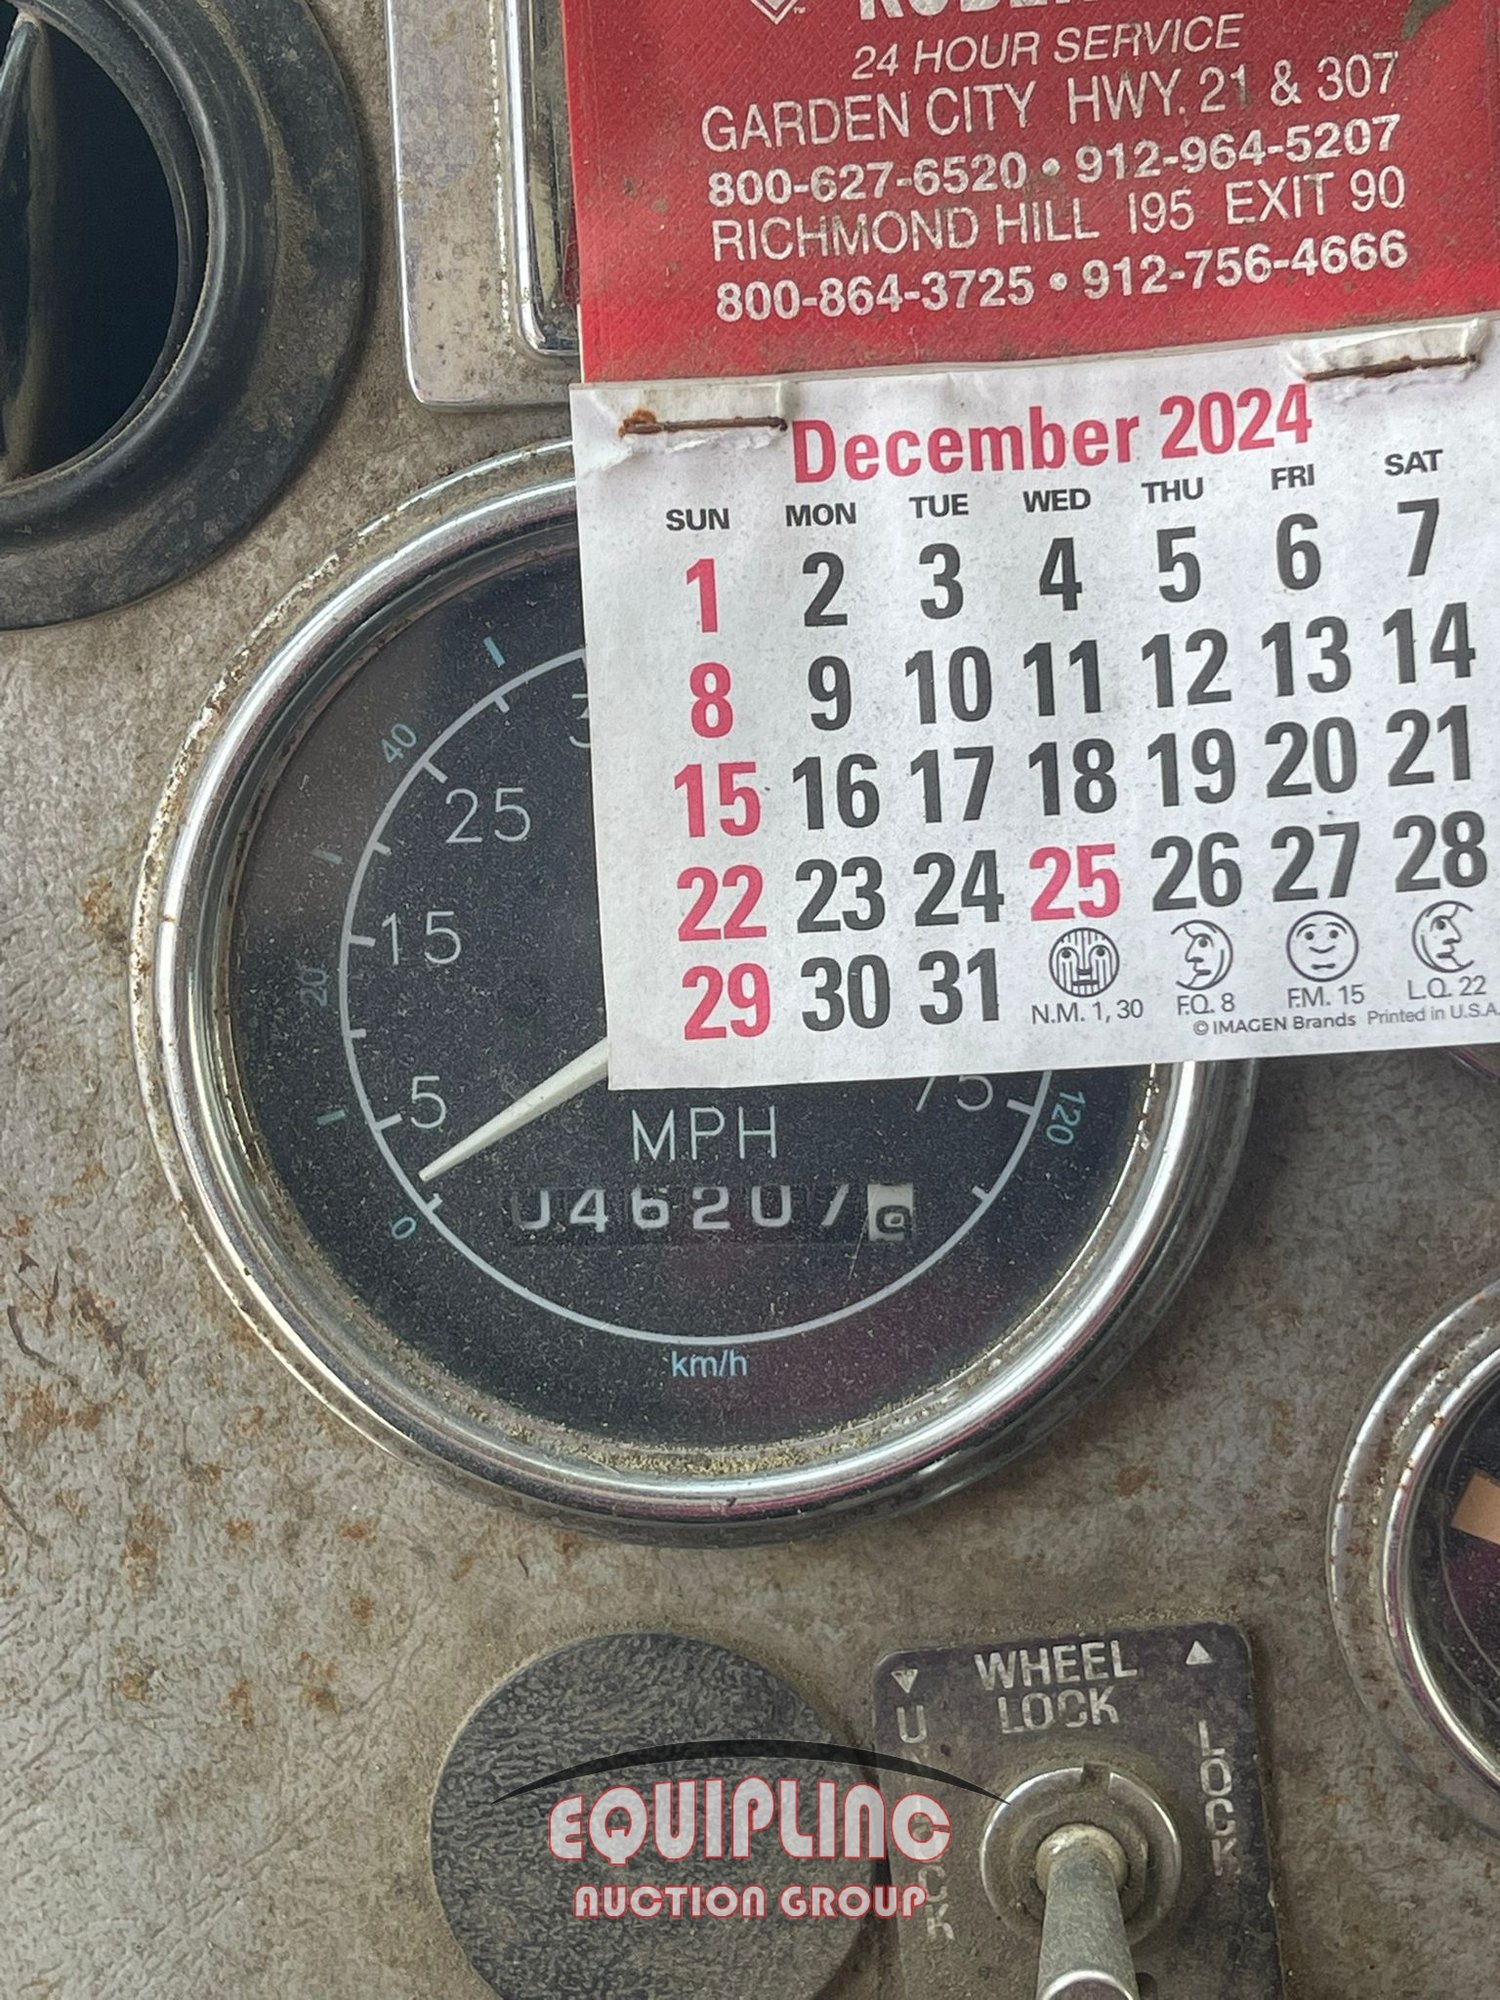 24 HOUR SERVICE
GARDEN CITY HWY. 21 & 307
800-627-6520 • 912-964-5207
RICHMOND HILL I95 EXIT 90
800-864-3725 • 912-756-4666
December 2024
SUN MON TUE WED THU FRI SAT
1 2 3 4 5 6 7
8 9 10 11 12 13 14
15 16 17 18 19 20 21
22 23 24 25 26 27 28
29 30 31
N.M. 1, 30 F.Q. 8 F.M. 15 L.Q. 22
© IMAGEN Brands Printed in U.S.A.
40
25
15
20
5
75
120
MPH
046207
0
km/h
WHEEL
LOCK
LOCK
EQUIPLINC
AUCTION GROUP